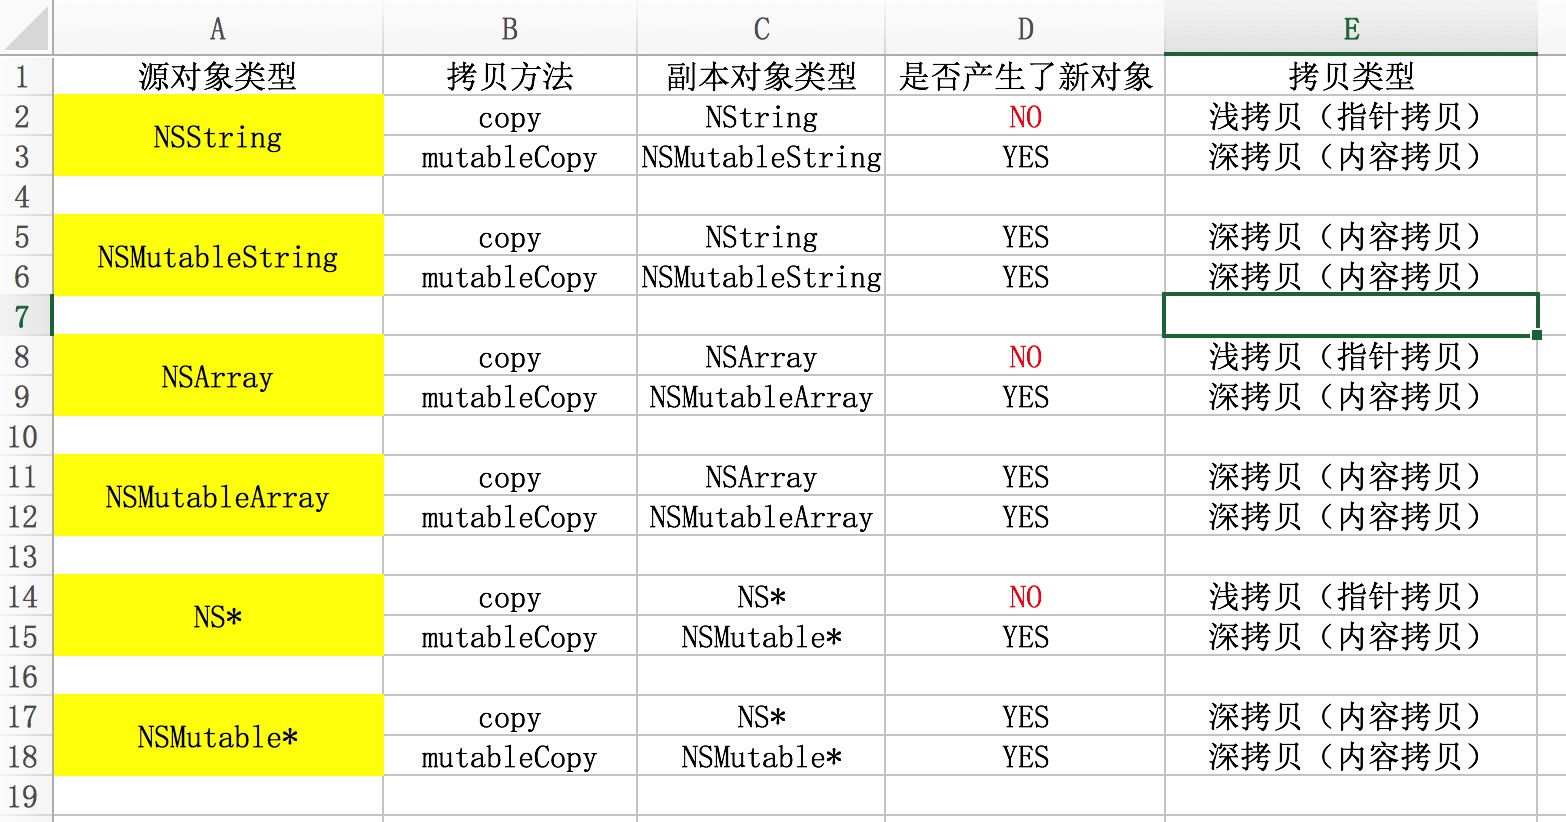 A B C D E
1 源对象类型 拷贝方法 副本对象类型 是否产生了新对象 拷贝类型
2 NSString copy NString NO 浅拷贝（指针拷贝）
3 mutableCopy NSMutableString YES 深拷贝（内容拷贝）
4
5 NSMutableString copy NString YES 深拷贝（内容拷贝）
6 mutableCopy NSMutableString YES 深拷贝（内容拷贝）
7
8 NSArray copy NSArray NO 浅拷贝（指针拷贝）
9 mutableCopy NSMutableArray YES 深拷贝（内容拷贝）
10
11 NSMutableArray copy NSArray YES 深拷贝（内容拷贝）
12 mutableCopy NSMutableArray YES 深拷贝（内容拷贝）
13
14 NS* copy NS* NO 浅拷贝（指针拷贝）
15 mutableCopy NSMutable* YES 深拷贝（内容拷贝）
16
17 NSMutable* copy NS* YES 深拷贝（内容拷贝）
18 mutableCopy NSMutable* YES 深拷贝（内容拷贝）
19